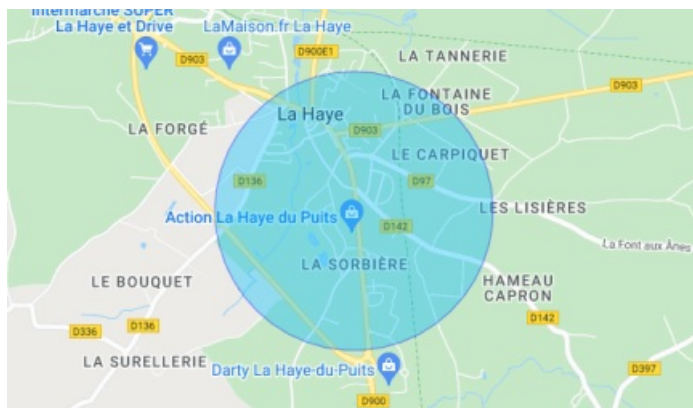 Intermarché SUPER
La Haye et Drive
LaMaison.fr La Haye
D900E1
LA TANNERIE
D903
D903
LA FONTAINE
DU BOIS
La Haye
LA FORGÉ
D903
LE CARPIQUET
D136
D97
LES LISIÈRES
Action La Haye du Puits
D142
La Font aux Ânes
LA SORBIÈRE
LE BOUQUET
HAMEAU
CAPRON
D336
D136
D142
LA SURELLERIE
Darty La Haye-du-Puits
D397
D900